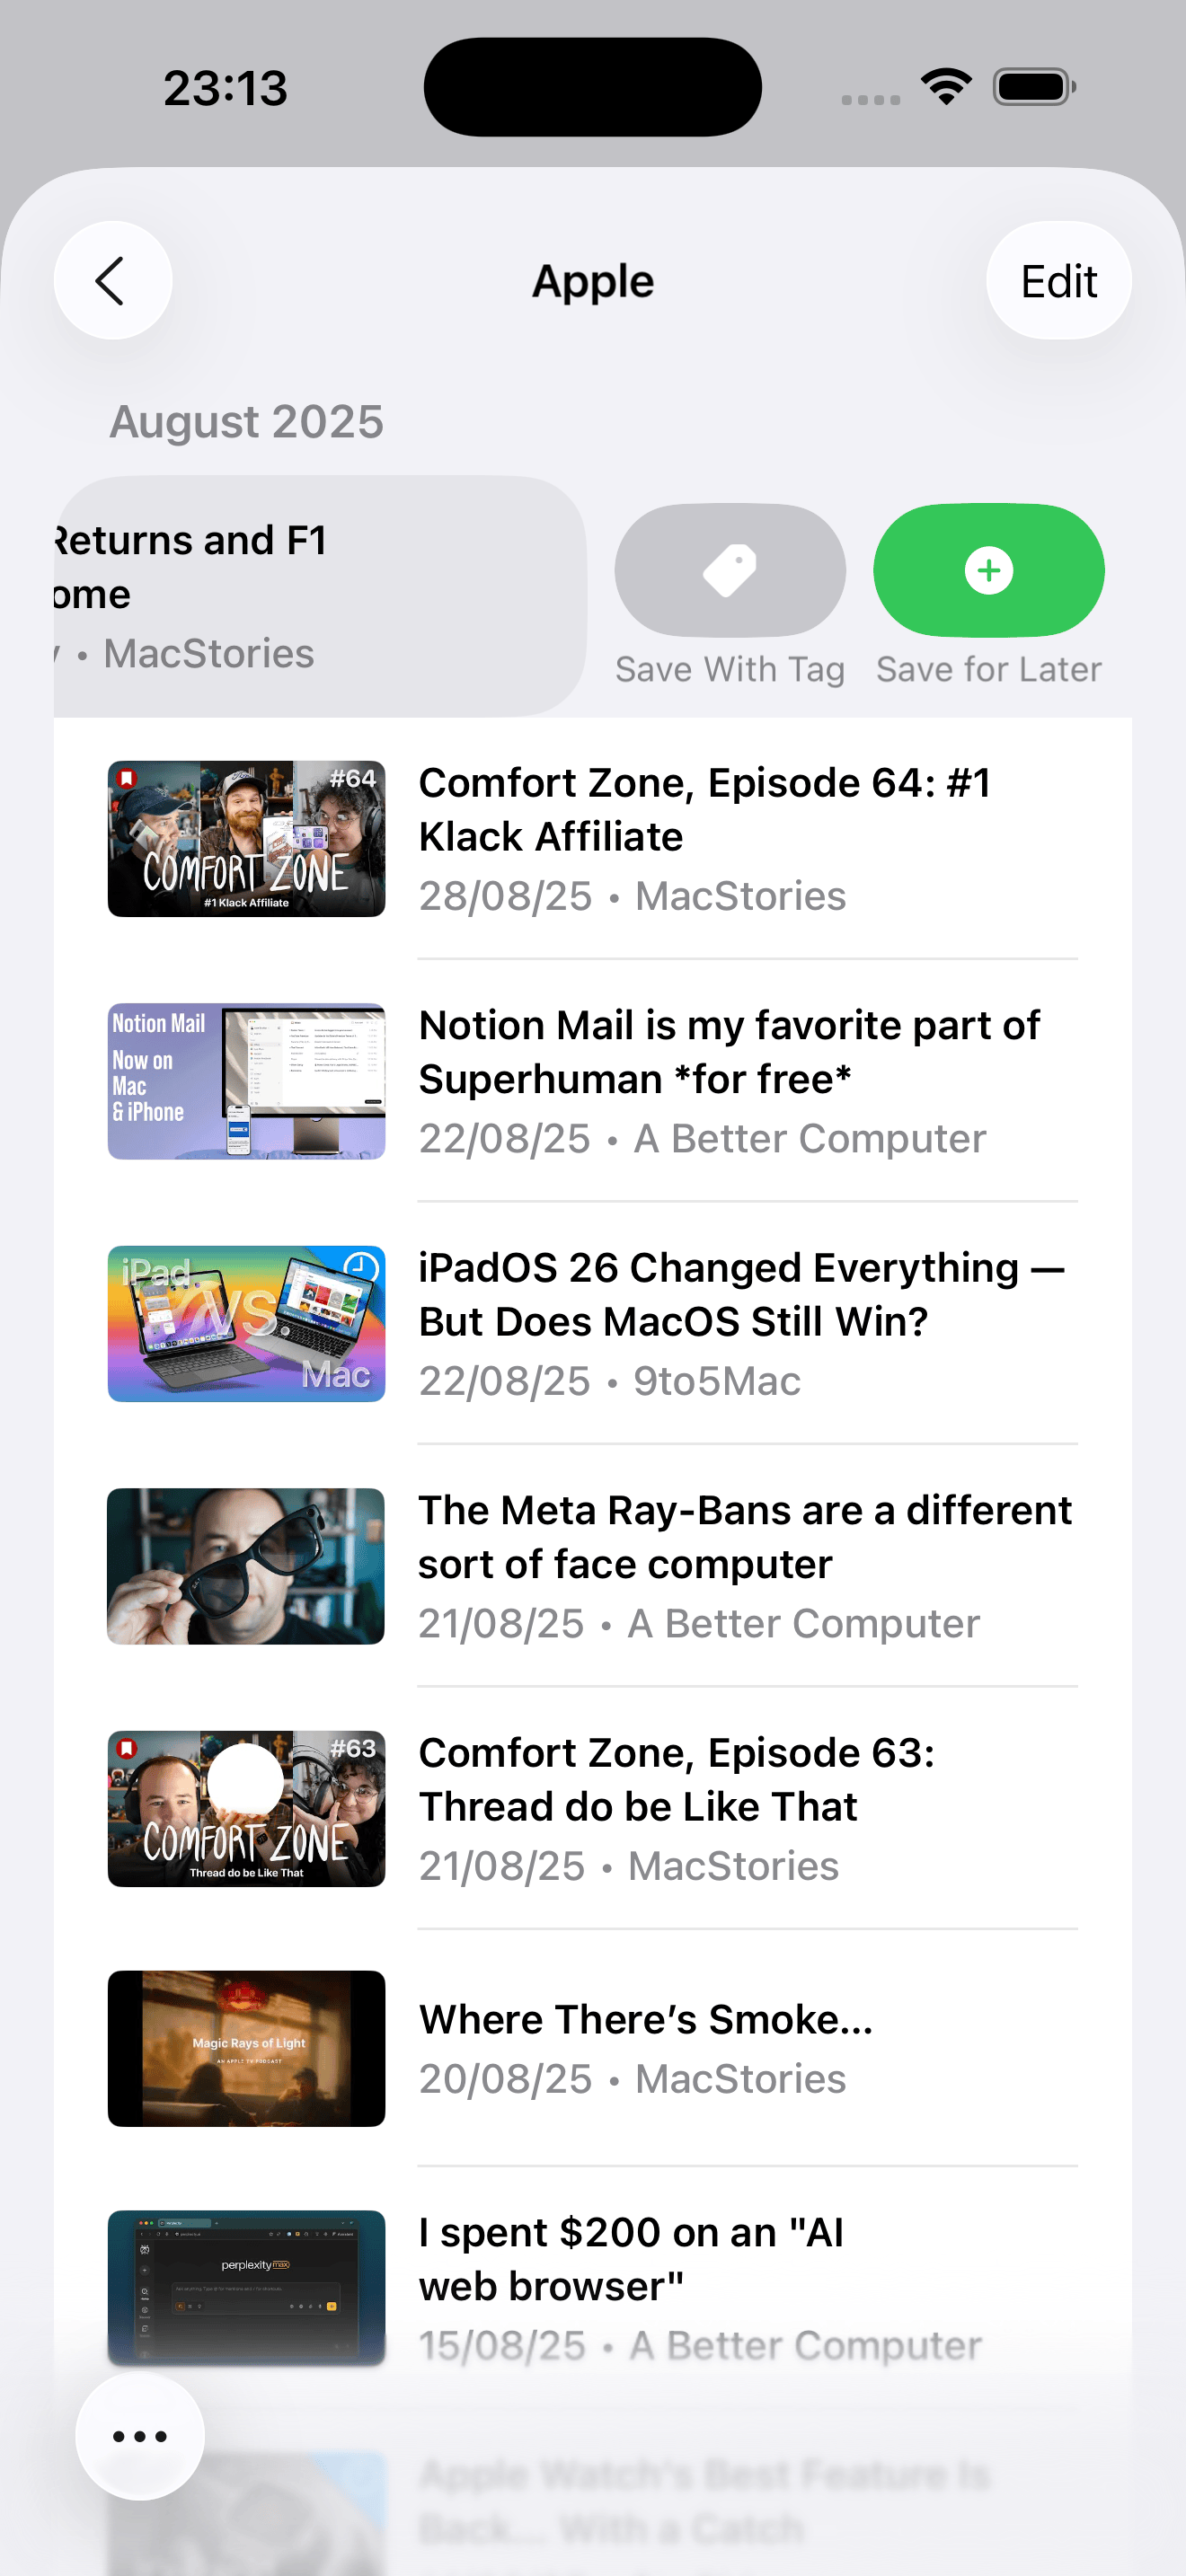 23:13
Apple
Edit
August 2025
Returns and F1
ome
y • MacStories
Save With Tag
Save for Later
#64
COMFORT ZONE
#1 Klack Affiliate
Comfort Zone, Episode 64: #1
Klack Affiliate
28/08/25 • MacStories
Notion Mail
Now on
Mac
& iPhone
Notion Mail is my favorite part of
Superhuman *for free*
22/08/25 • A Better Computer
iPad
VS.
Mac
iPadOS 26 Changed Everything —
But Does MacOS Still Win?
22/08/25 • 9to5Mac
The Meta Ray-Bans are a different
sort of face computer
21/08/25 • A Better Computer
#63
COMFORT ZONE
Thread do be Like That
Comfort Zone, Episode 63:
Thread do be Like That
21/08/25 • MacStories
Magic Rays of Light
AN APPLE TV PODCAST
Where There’s Smoke...
20/08/25 • MacStories
perplexity max
I spent $200 on an "AI
web browser"
15/08/25 • A Better Computer
Apple Watch's Best Feature Is
Back... With a Catch